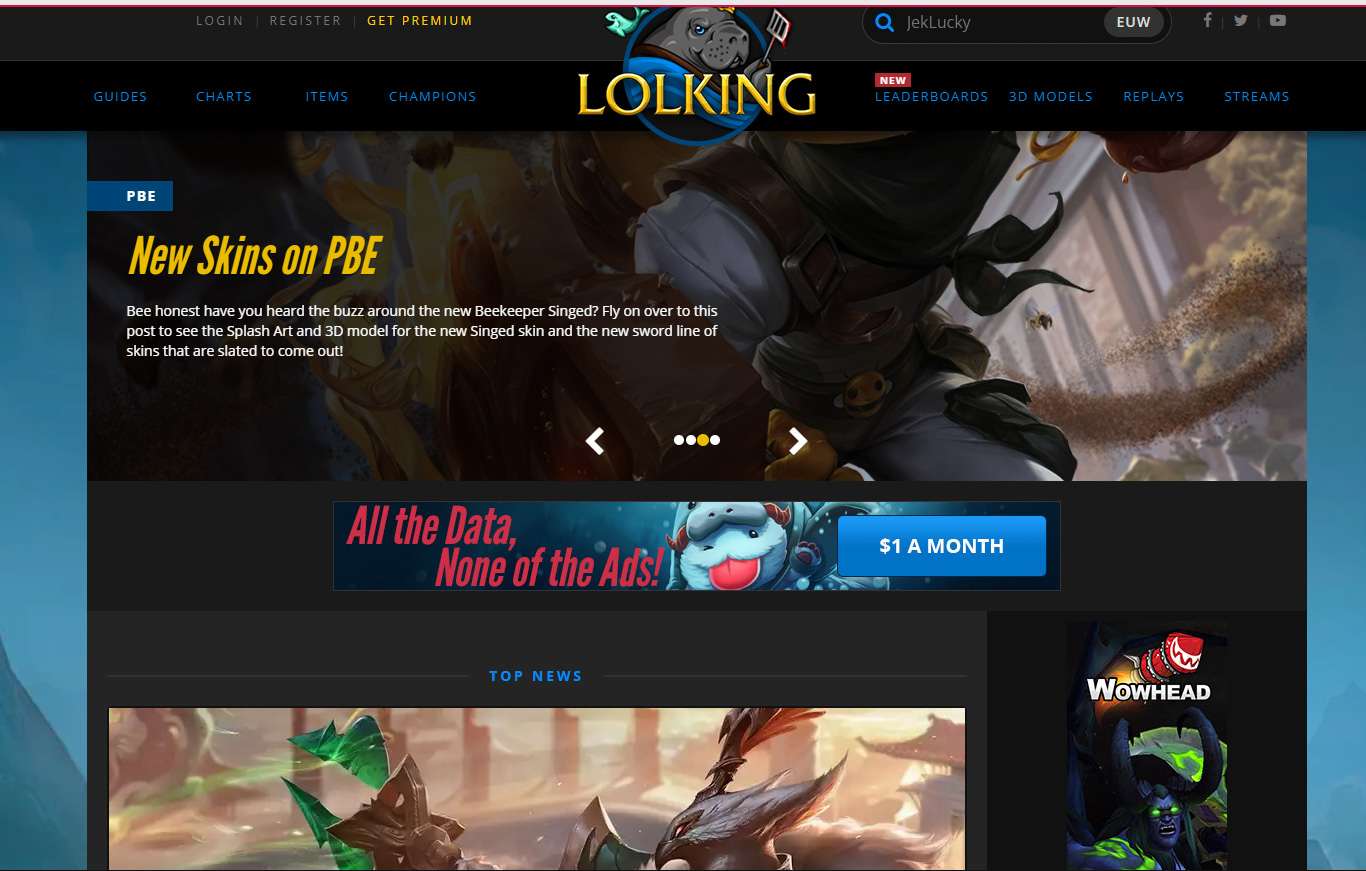 LOGIN | REGISTER | GET PREMIUM
JekLucky
EUW
LOLKING
GUIDES CHARTS ITEMS CHAMPIONS
NEW
LEADERBOARDS 3D MODELS REPLAYS STREAMS
PBE
New Skins on PBE
Bee honest have you heard the buzz around the new Beekeeper Singed? Fly on over to this
post to see the Splash Art and 3D model for the new Singed skin and the new sword line of
skins that are slated to come out!
All the Data,
None of the Ads!
$1 A MONTH
TOP NEWS
WOWHEAD